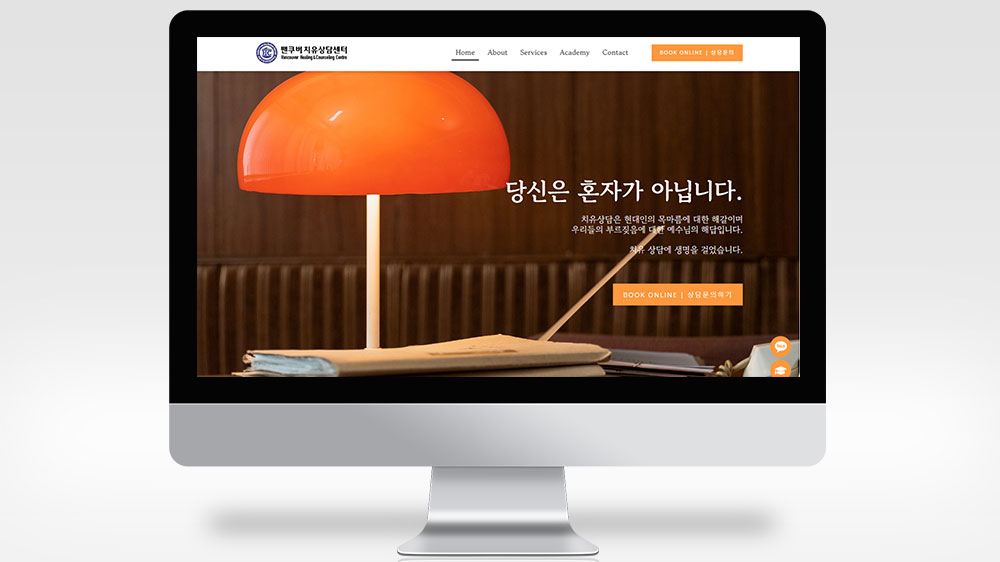 밴쿠버 치유상담센터
Vancouver Healing & Counseling Centre
Home About Services Academy Contact
BOOK ONLINE | 상담문의
당신은 혼자가 아닙니다.
치유상담은 현대인의 목마름에 대한 해갈이며
우리들의 부르짖음에 대한 예수님의 해답입니다.
치유 상담에 생명을 걸었습니다.
BOOK ONLINE | 상담문의하기